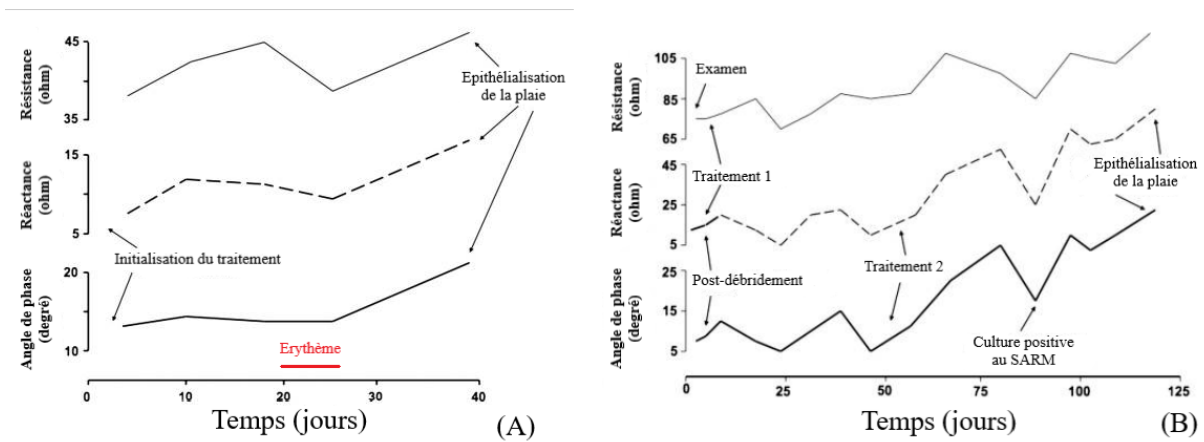 Résistance
(ohm)
45
35
Réactance
(ohm)
15
5
Angle de phase
(degré)
20
10
Epithélialisation
de la plaie
Initialisation du traitement
Erythème
0
10
20
30
40
Temps (jours)
(A)
Résistance
(ohm)
105
85
65
Réactance
(ohm)
45
25
5
Angle de phase
(degré)
25
15
5
Examen
Traitement 1
Post-débridement
Traitement 2
Epithélialisation
de la plaie
Culture positive
au SARM
0
25
50
75
100
125
Temps (jours)
(B)